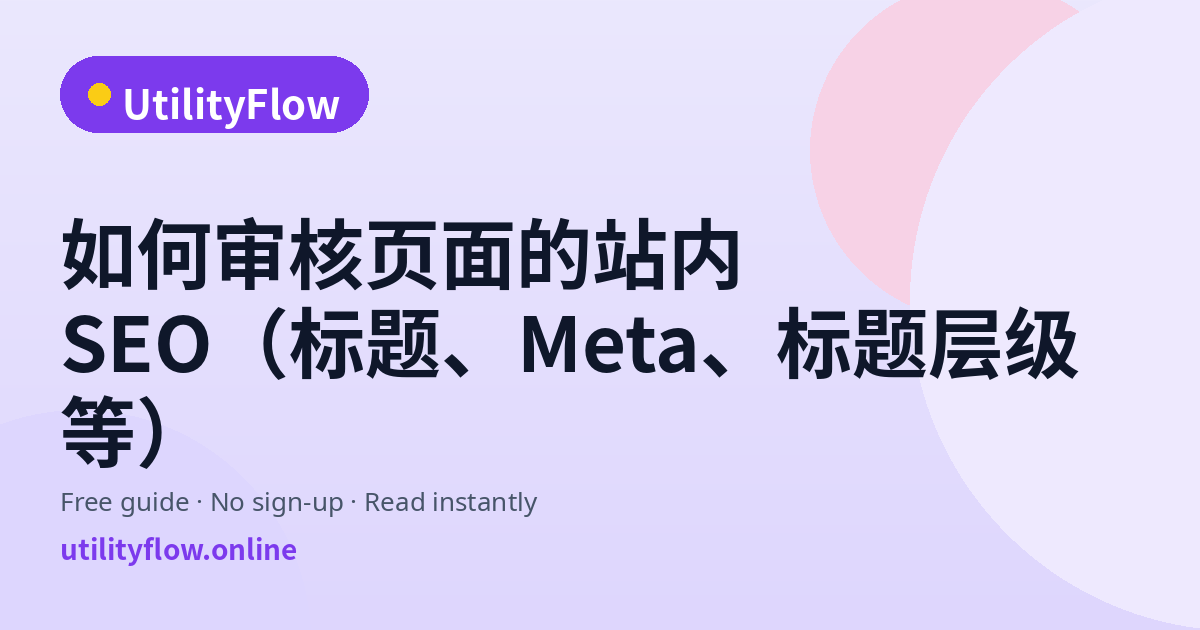 UtilityFlow
如何审核页面的站内
SEO（标题、Meta、标题层级
等）
Free guide · No sign-up · Read instantly
utilityflow.online